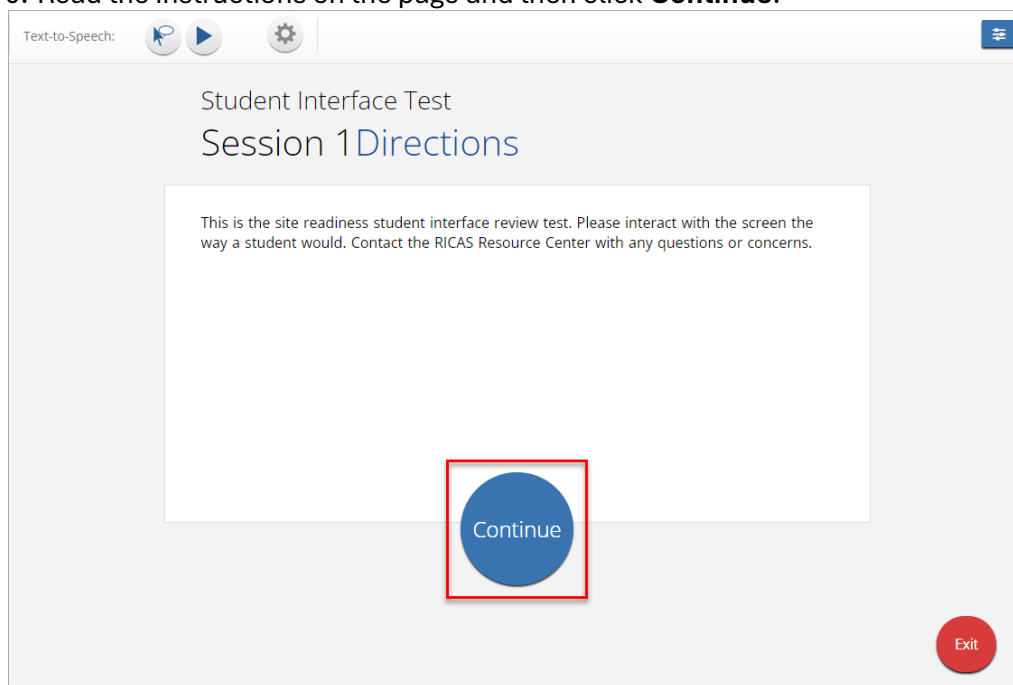 Read the instructions on the page and then click Continue.
Text-to-Speech:
Student Interface Test
Session 1Directions
This is the site readiness student interface review test. Please interact with the screen the
way a student would. Contact the RICAS Resource Center with any questions or concerns.
Continue
Exit